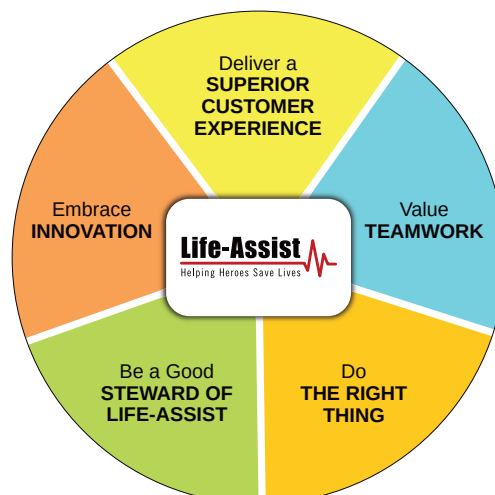 Deliver a
SUPERIOR
CUSTOMER
EXPERIENCE
Embrace
INNOVATION
Value
TEAMWORK
Life-Assist
Helping Heroes Save Lives
Be a Good
STEWARD OF
LIFE-ASSIST
Do
THE RIGHT
THING